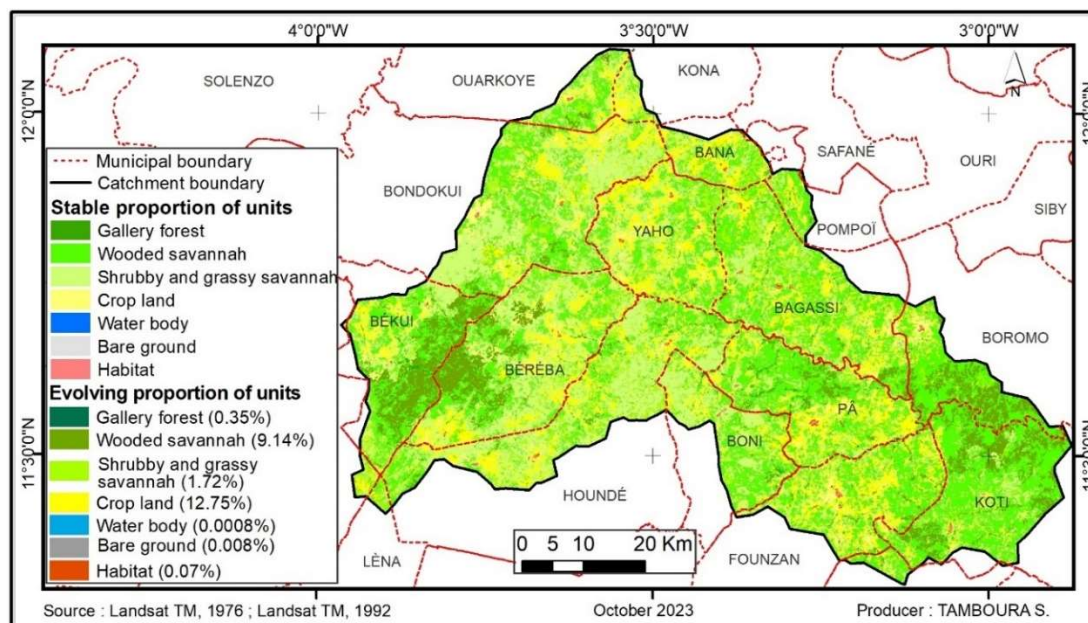 4°0'0"W 3°30'0"W 3°0'0"W
SOLENZO
OUARKOYE
KONA
12°0'0"N
12°0'0"N
N
BANA
SAFANÉ
OURI
Municipal boundary
Catchment boundary
BONDOKUI
SIBY
Stable proportion of units
Gallery forest
Wooded savannah
Shrubby and grassy savannah
Crop land
Water body
Bare ground
Habitat
YAHO
POMPOÏ
BAGASSI
BÉKUI
BOROMO
BÉRÉBA
Evolving proportion of units
Gallery forest (0.35%)
Wooded savannah (9.14%)
Shrubby and grassy
savannah (1.72%)
Crop land (12.75%)
Water body (0.0008%)
Bare ground (0.008%)
Habitat (0.07%)
PÂ
BONI
11°30'0"N
HOUNDÉ
KOTI
0 5 10 20 Km
LÈNA
FOUNZAN
Source : Landsat TM, 1976 ; Landsat TM, 1992
October 2023
Producer : TAMBOURA S.